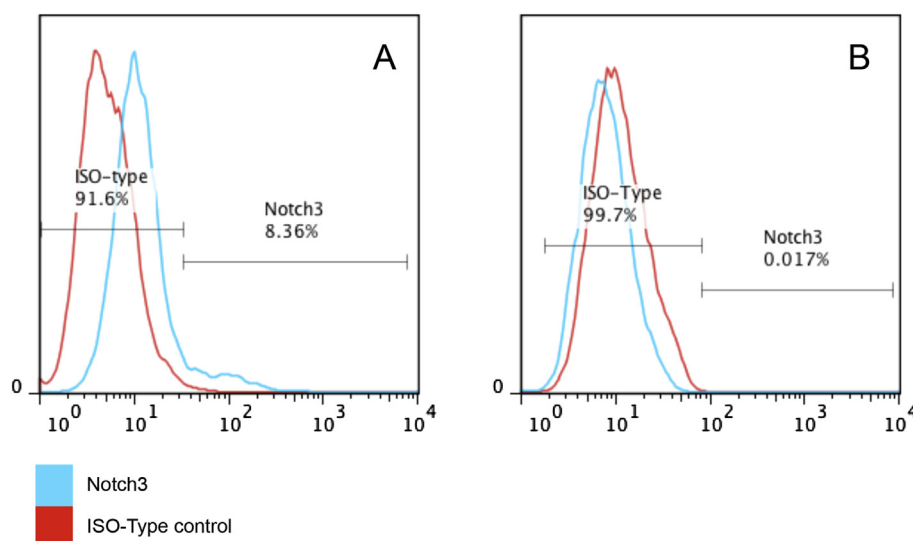 A
ISO-type
91.6%
Notch3
8.36%
0
10^0 10^1 10^2 10^3 10^4
B
ISO-Type
99.7%
Notch3
0.017%
0
10^0 10^1 10^2 10^3 10^4
Notch3
ISO-Type control